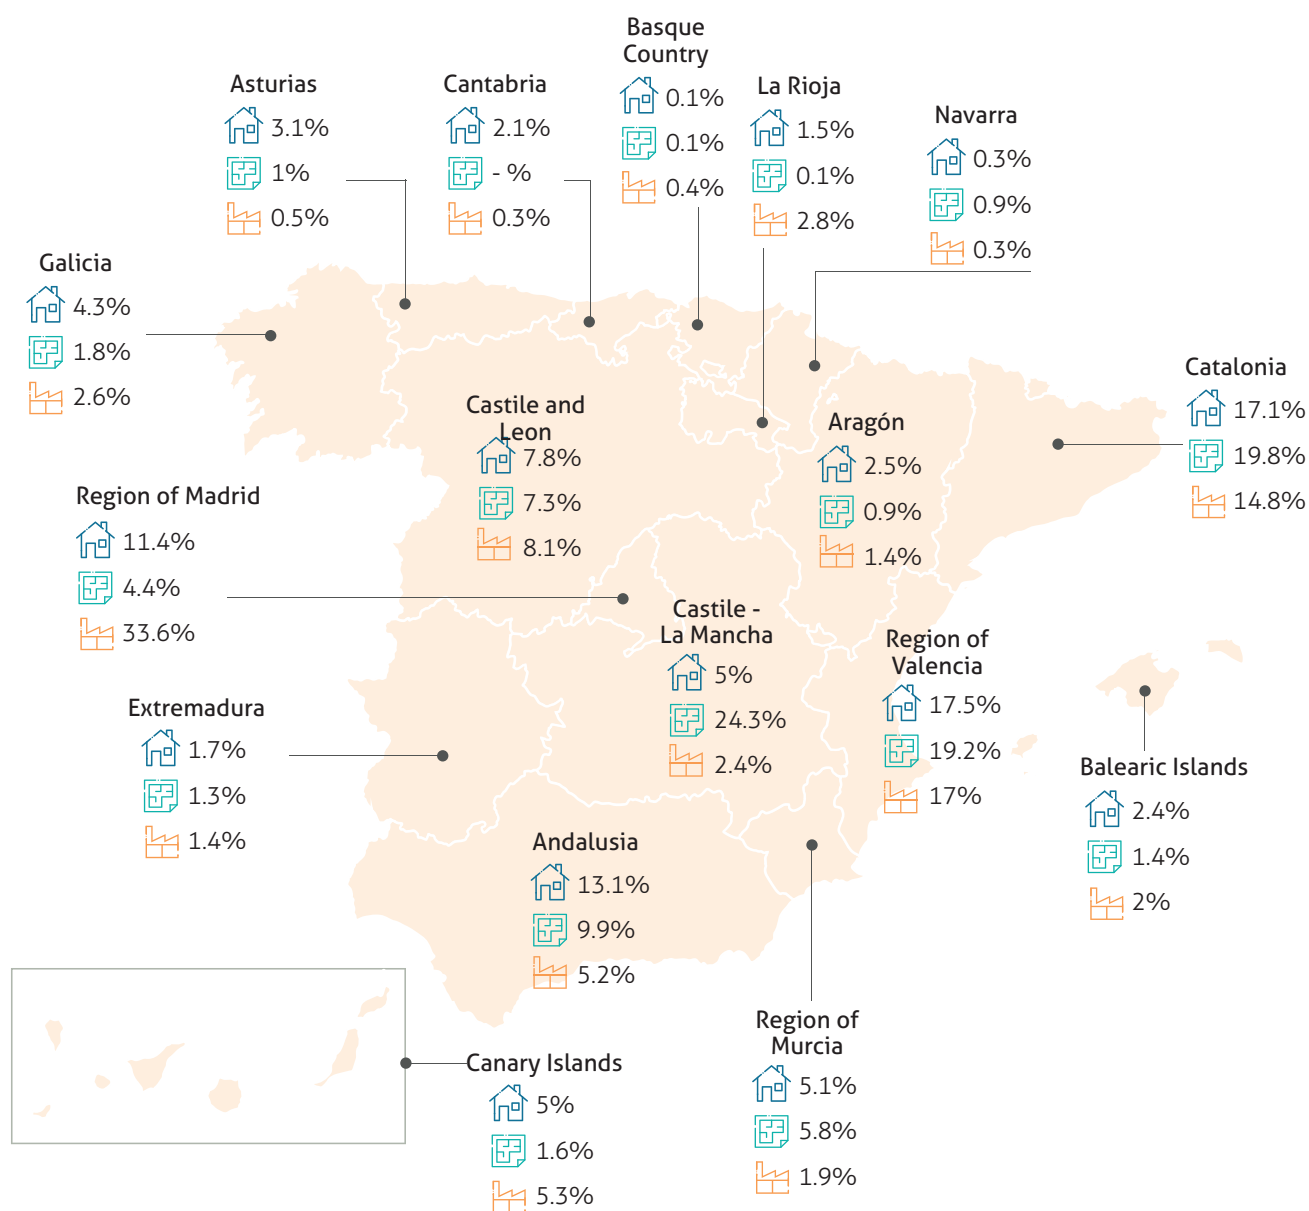 Basque
Country
0.1%
0.1%
0.4%
Asturias
3.1%
1%
0.5%
Cantabria
2.1%
- %
0.3%
La Rioja
1.5%
0.1%
2.8%
Navarra
0.3%
0.9%
0.3%
Galicia
4.3%
1.8%
2.6%
Catalonia
17.1%
19.8%
14.8%
Castile and
Leon
7.8%
7.3%
8.1%
Aragón
2.5%
0.9%
1.4%
Region of Madrid
11.4%
4.4%
33.6%
Castile -
La Mancha
5%
24.3%
2.4%
Region of
Valencia
17.5%
19.2%
17%
Extremadura
1.7%
1.3%
1.4%
Balearic Islands
2.4%
1.4%
2%
Andalusia
13.1%
9.9%
5.2%
Region of
Murcia
5.1%
5.8%
1.9%
Canary Islands
5%
1.6%
5.3%